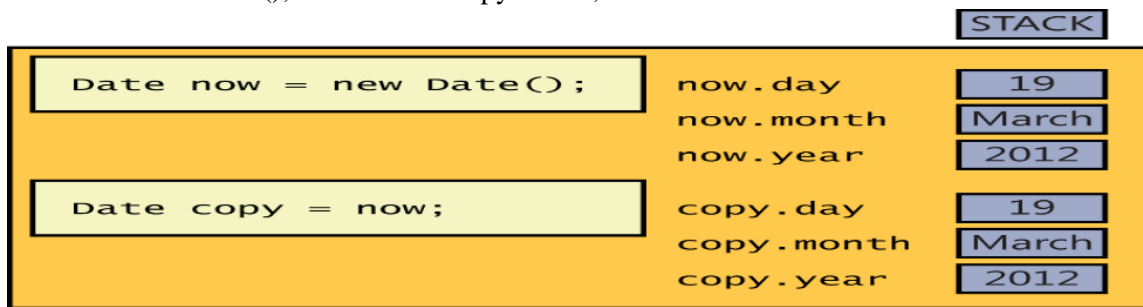 STACK
Date now = new Date(); now.day 19
now.month March
now.year 2012
Date copy = now; copy.day 19
copy.month March
copy.year 2012